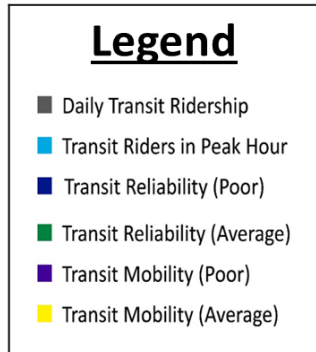 Legend
Daily Transit Ridership
Transit Riders in Peak Hour
Transit Reliability (Poor)
Transit Reliability (Average)
Transit Mobility (Poor)
Transit Mobility (Average)